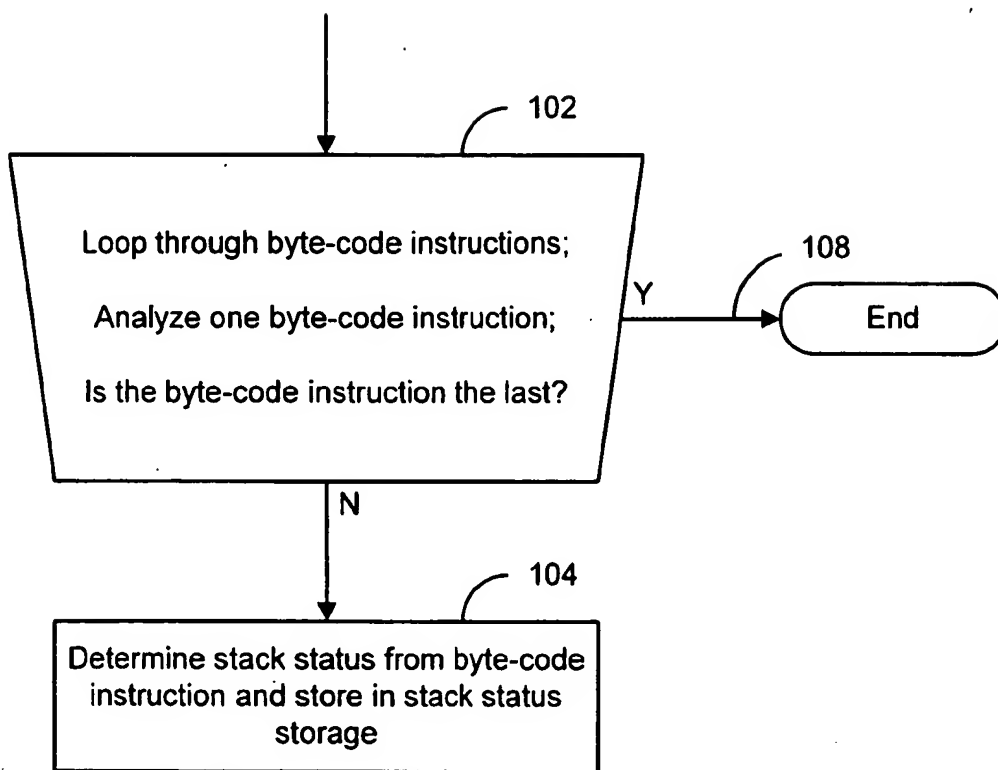 102
Loop through byte-code instructions;
Analyze one byte-code instruction;
Is the byte-code instruction the last?
108
Y
End
N
104
Determine stack status from byte-code
instruction and store in stack status
storage